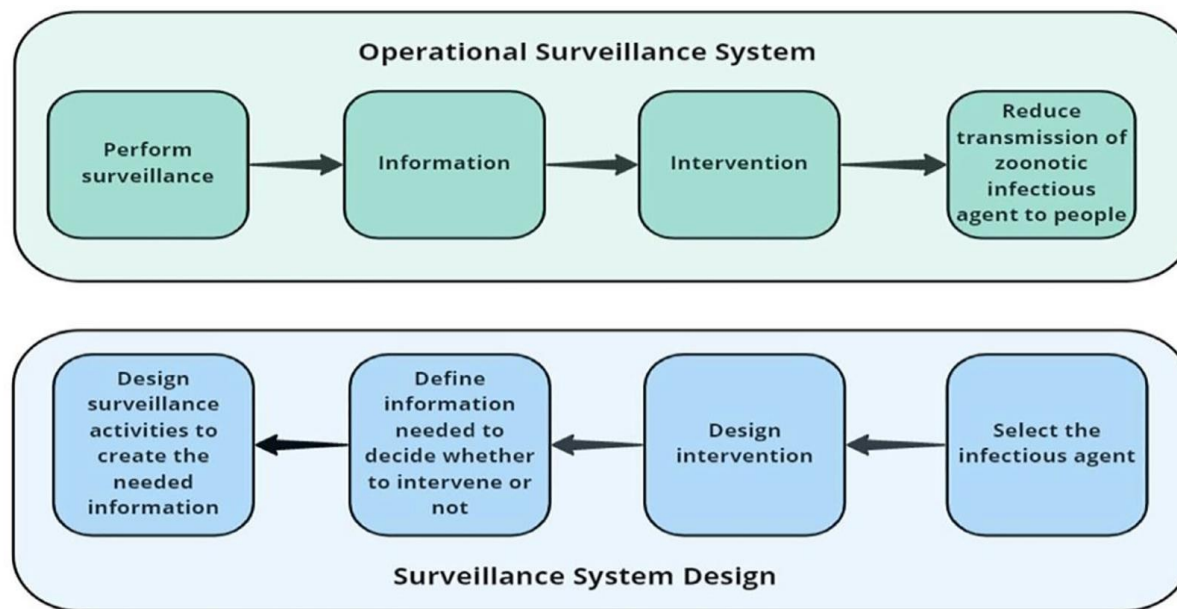 Operational Surveillance System
Perform
surveillance
Information
Intervention
Reduce
transmission of
zoonotic
infectious
agent to people
Design
surveillance
activities to
create the
needed
information
Define
information
needed to
decide whether
to intervene or
not
Design
intervention
Select the
infectious agent
Surveillance System Design